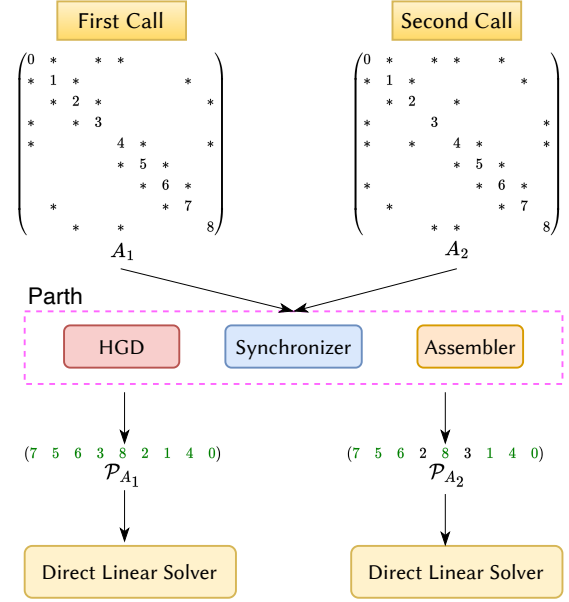 First Call
Second Call
0 * * *
* 1 * *
* 2 * *
* * 3
* 4 * *
* 5 *
* 6 *
* * 7
* * 8
A₁
0 * * * *
* 1 * *
* 2 *
* 3 *
* * 4 * *
* 5 *
* * 6 *
* * 7
* * 8
A₂
Parth
HGD
Synchronizer
Assembler
(7 5 6 3 8 2 1 4 0)
𝒫_A₁
(7 5 6 2 8 3 1 4 0)
𝒫_A₂
Direct Linear Solver
Direct Linear Solver